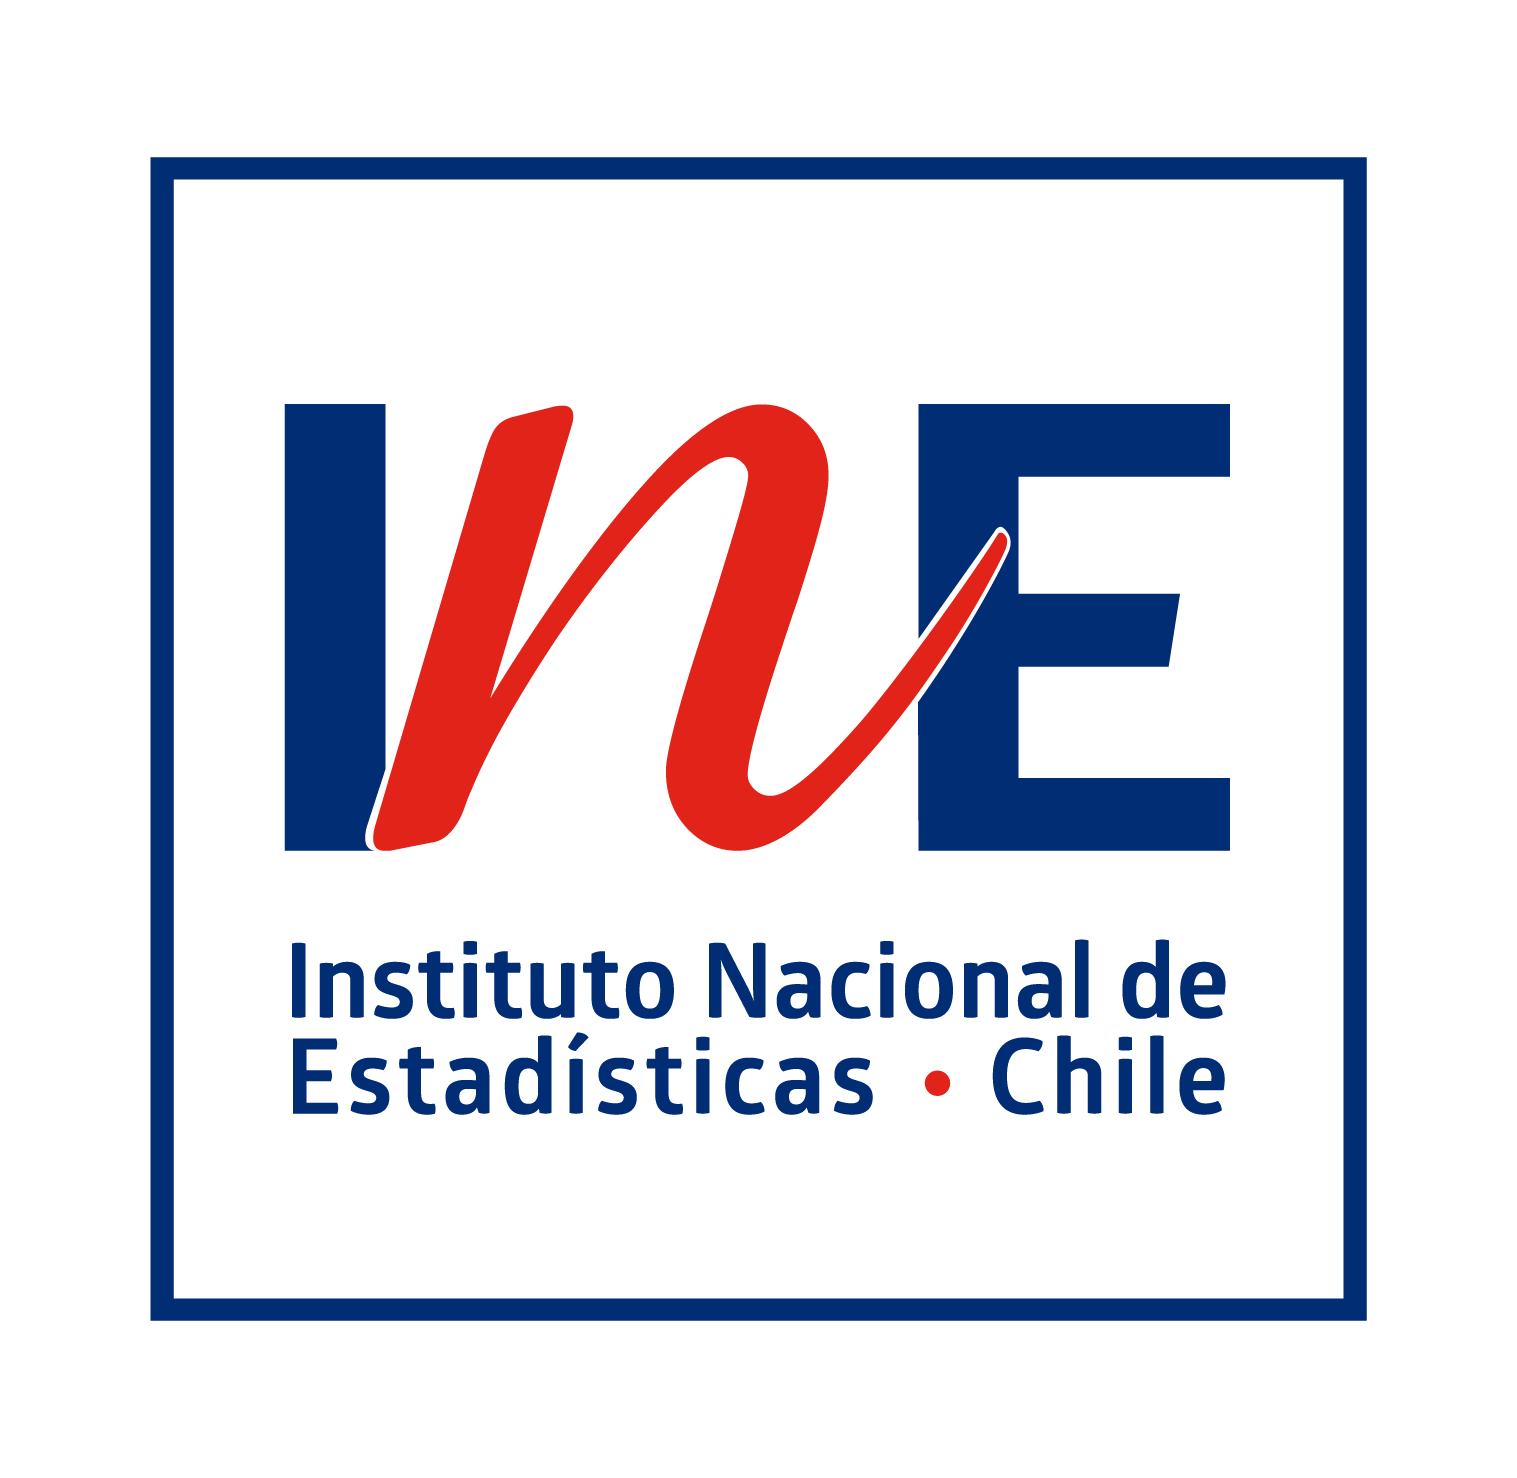 InE
Instituto Nacional de
Estadísticas • Chile